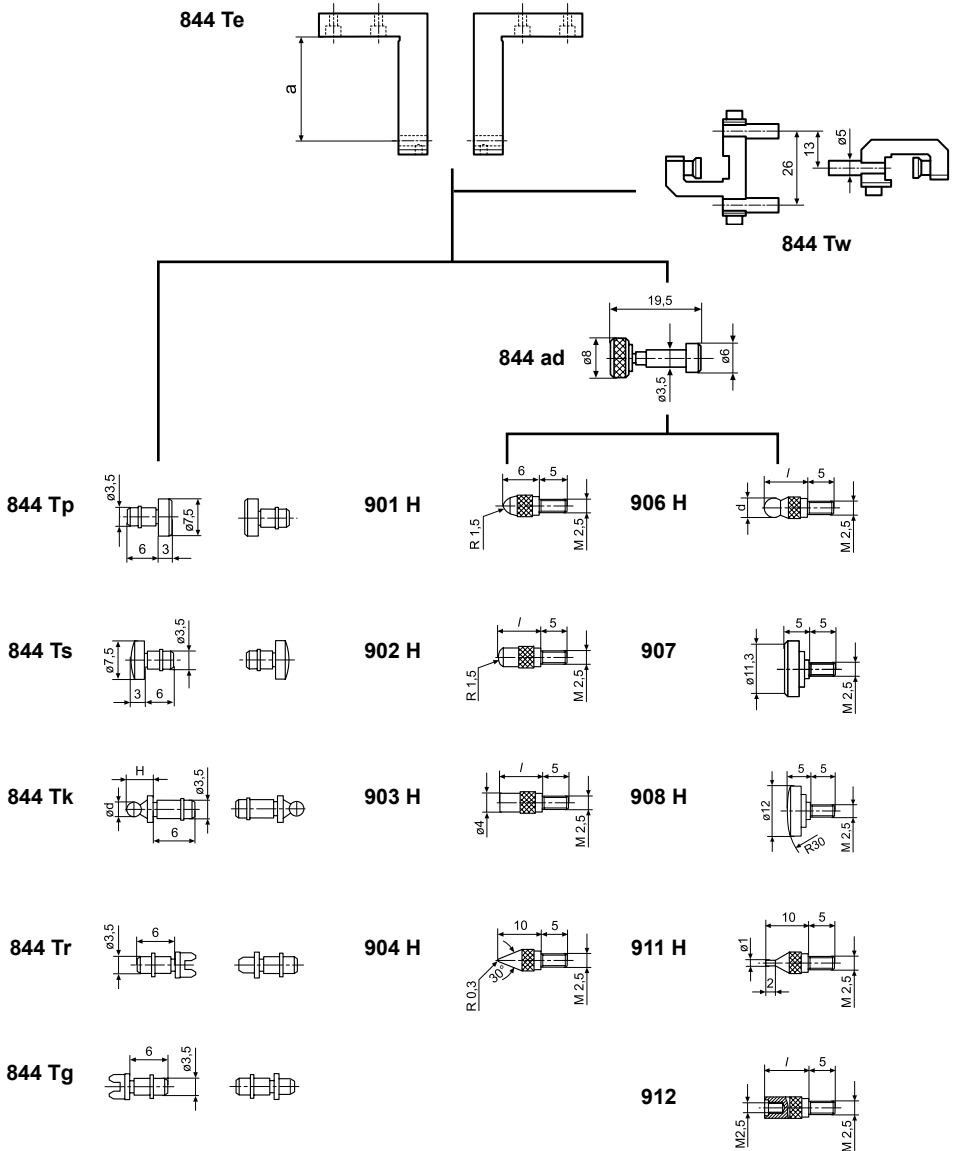 844 Te
a
13
ø5
26
844 Tw
19,5
844 ad
ø8
ø6
ø3,5
844 Tp
ø3,5
ø7,5
6
3
901 H
6
5
R 1,5
M 2,5
906 H
l
5
d
M 2,5
844 Ts
ø7,5
ø3,5
3
6
902 H
l
5
R 1,5
M 2,5
907
5
5
ø11,3
M 2,5
844 Tk
H
ød
ø3,5
6
903 H
l
5
ø4
M 2,5
908 H
5
5
ø12
R30
M 2,5
844 Tr
6
ø3,5
904 H
10
5
30°
R 0,3
M 2,5
911 H
10
5
ø1
2
M 2,5
844 Tg
6
ø3,5
912
l
5
M2,5
M 2,5